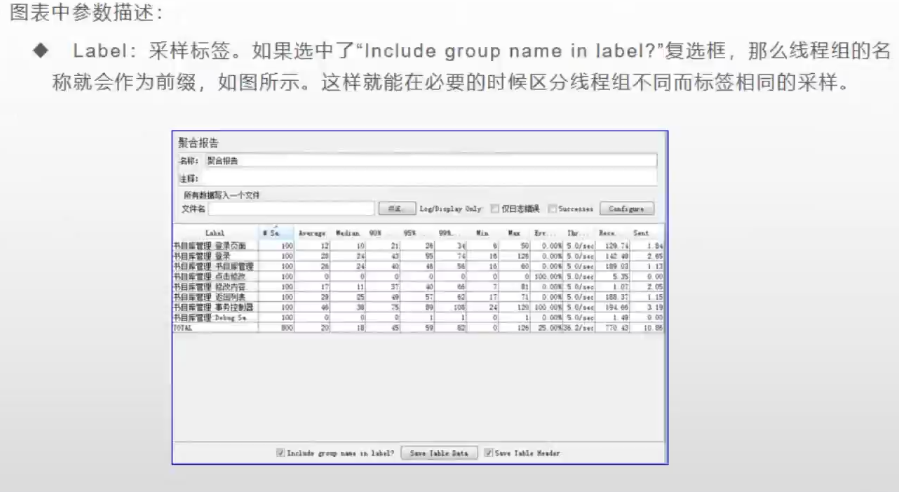 图表中参数描述：
◆ Label：采样标签。如果选中了“Include group name in label?”复选框，那么线程组的名
称就会作为前缀，如图所示。这样就能在必要的时候区分线程组不同而标签相同的采样。
聚合报告
名称： 聚合报告
注释：
所有数据写入一个文件
文件名 浏览... Log/Display Only: 仅日志错误 Successes Configure
Label # Sa... Average Median 90% ... 95% ... 99% ... Min Max Err... Thr... Rece... Sent
书目库管理 登录页面 100 12 10 21 28 34 6 50 0.00% 5.0/sec 129.74 1.84
书目库管理 登录 100 28 24 43 55 74 16 126 0.00% 5.0/sec 142.49 2.65
书目库管理 书目库管理 100 26 24 40 46 56 16 60 0.00% 5.0/sec 189.03 1.13
书目库管理 点击修改 100 0 0 0 0 0 0 0 100.00% 5.0/sec 5.35 0.00
书目库管理 修改内容 100 17 11 37 40 66 7 81 0.00% 5.0/sec 1.07 2.05
书目库管理 返回列表 100 29 25 49 57 62 17 71 0.00% 5.0/sec 188.37 1.15
书目库管理 事务控制器 100 46 38 75 89 108 24 120 100.00% 5.0/sec 194.66 3.19
书目库管理 Debug Sa... 100 0 0 0 1 1 0 1 0.00% 5.0/sec 1.49 0.00
TOTAL 800 20 18 45 59 82 0 126 25.00% 36.2/sec 770.43 10.86
Include group name in label? Save Table Data Save Table Header